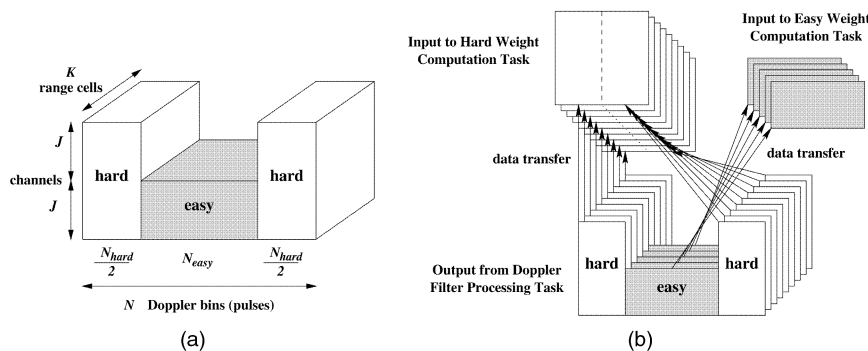 K
range cells
J
channels
J
hard
hard
easy
N_hard
2
N_easy
N_hard
2
N Doppler bins (pulses)
(a)
Input to Hard Weight
Computation Task
Input to Easy Weight
Computation Task
data transfer
data transfer
Output from Doppler
Filter Processing Task
hard
hard
easy
(b)